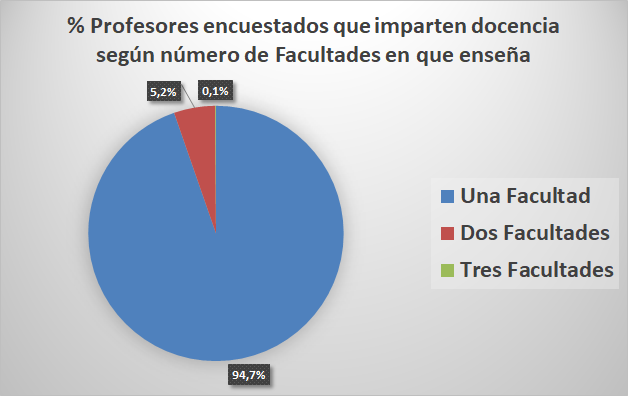 % Profesores encuestados que imparten docencia
según número de Facultades en que enseña
5,2%
0,1%
Una Facultad
Dos Facultades
Tres Facultades
94,7%